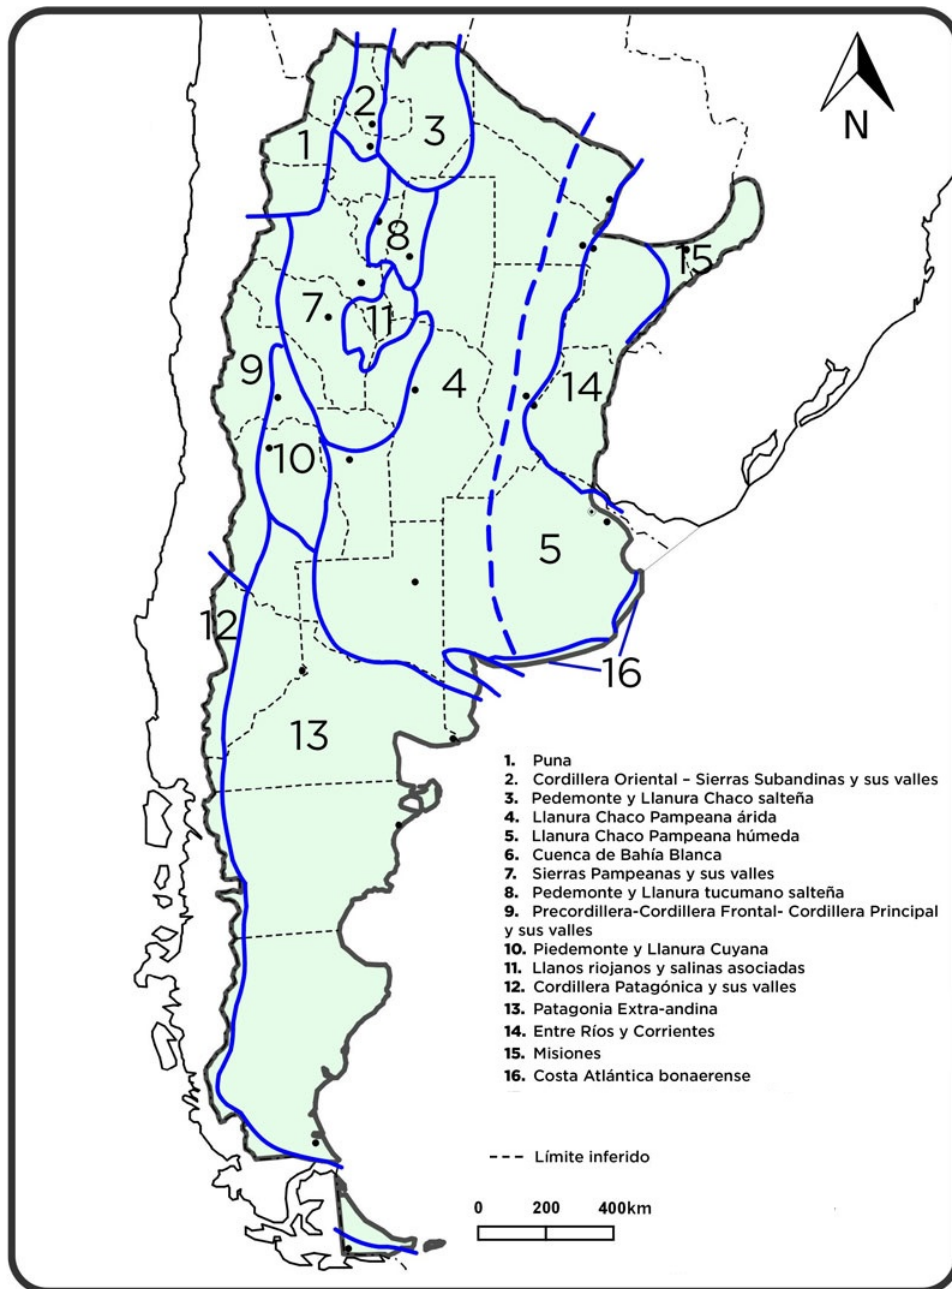 N
2
1
3
15
8
7
11
9
4
14
10
5
12
16
13
1. Puna
2. Cordillera Oriental – Sierras Subandinas y sus valles
3. Pedemonte y Llanura Chaco salteña
4. Llanura Chaco Pampeana árida
5. Llanura Chaco Pampeana húmeda
6. Cuenca de Bahía Blanca
7. Sierras Pampeanas y sus valles
8. Pedemonte y Llanura tucumano salteña
9. Precordillera-Cordillera Frontal- Cordillera Principal
y sus valles
10. Piedemonte y Llanura Cuyana
11. Llanos riojanos y salinas asociadas
12. Cordillera Patagónica y sus valles
13. Patagonia Extra-andina
14. Entre Ríos y Corrientes
15. Misiones
16. Costa Atlántica bonaerense
Límite inferido
0 200 400km